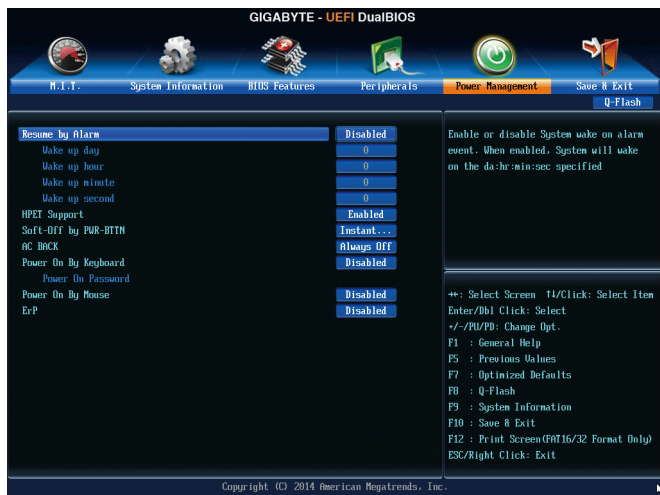 GIGABYTE - UEFI DualBIOS
M.I.T. System Information BIOS Features Peripherals Power Management Save & Exit
Q-Flash
Resume by Alarm Disabled
Wake up day 0
Wake up hour 0
Wake up minute 0
Wake up second 0
HPET Support Enabled
Soft-Off by PWR-BTTN Instant...
AC BACK Always Off
Power On By Keyboard Disabled
Power On Password
Power On By Mouse Disabled
ErP Disabled
Enable or disable System wake on alarm
event. When enabled, System will wake
on the da:hr:min:sec specified
→←: Select Screen ↑↓/Click: Select Item
Enter/Dbl Click: Select
+/-/PU/PD: Change Opt.
F1 : General Help
F5 : Previous Values
F7 : Optimized Defaults
F8 : Q-Flash
F9 : System Information
F10 : Save & Exit
F12 : Print Screen(FAT16/32 Format Only)
ESC/Right Click: Exit
Copyright (C) 2014 American Megatrends, Inc.